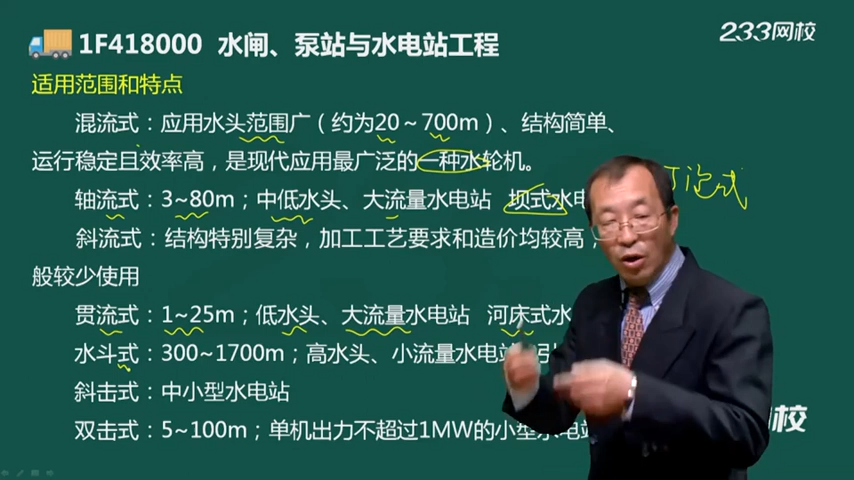 1F418000 水闸、泵站与水电站工程
233网校
适用范围和特点
混流式：应用水头范围广（约为20～700m）、结构简单、
运行稳定且效率高，是现代应用最广泛的一种水轮机。
轴流式：3~80m；中低水头、大流量水电站 坝式水电
斜流式：结构特别复杂，加工工艺要求和造价均较高，
般较少使用
贯流式：1~25m；低水头、大流量水电站 河床式水
水斗式：300~1700m；高水头、小流量水电站 引
斜击式：中小型水电站
双击式：5~100m；单机出力不超过1MW的小型水电站
校